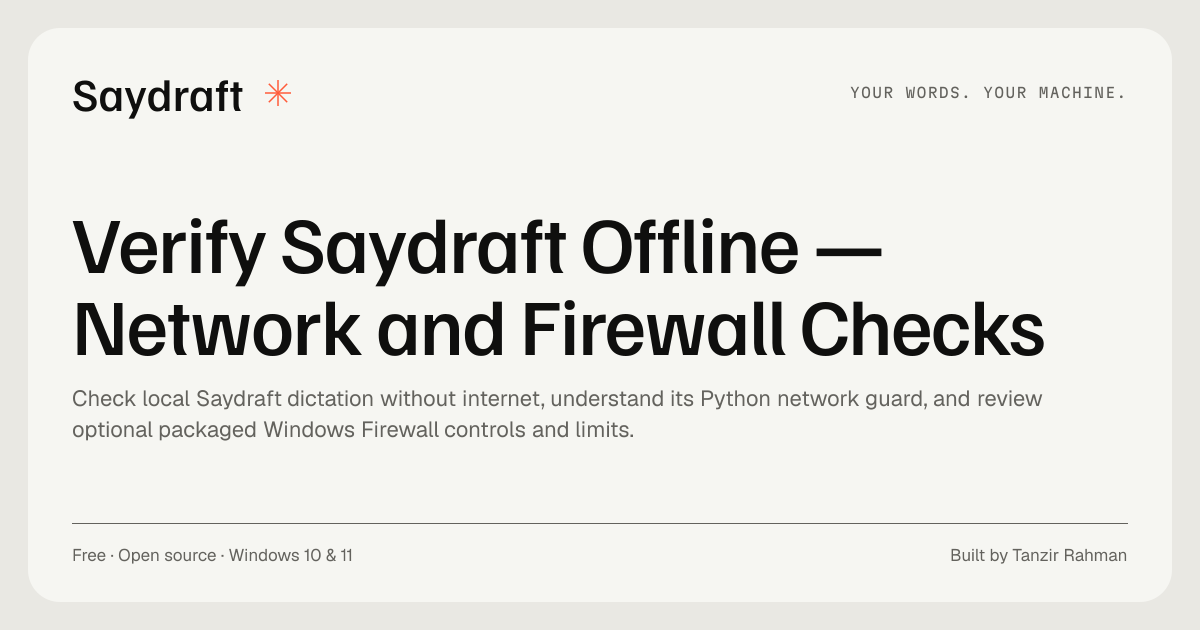 Saydraft
YOUR WORDS. YOUR MACHINE.
Verify Saydraft Offline —
Network and Firewall Checks
Check local Saydraft dictation without internet, understand its Python network guard, and review
optional packaged Windows Firewall controls and limits.
Free · Open source · Windows 10 & 11
Built by Tanzir Rahman